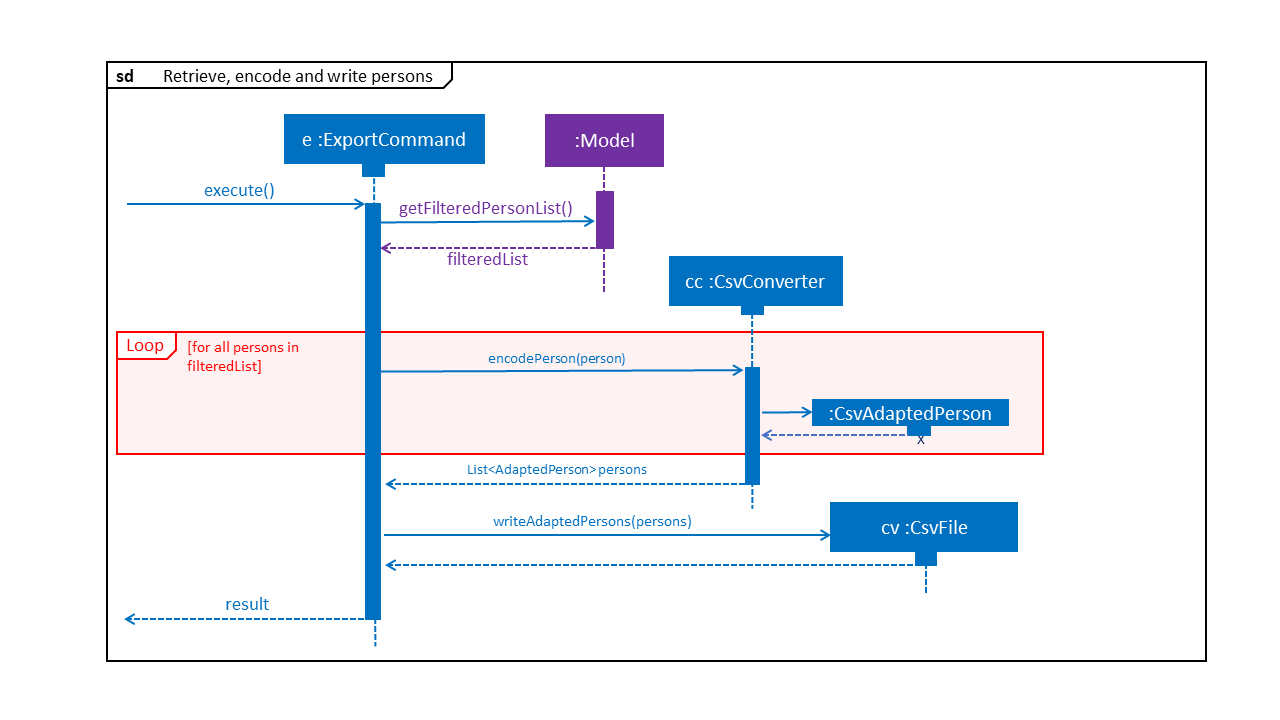 sd Retrieve, encode and write persons
e :ExportCommand
:Model
execute()
getFilteredPersonList()
filteredList
cc :CsvConverter
Loop
[for all persons in
filteredList]
encodePerson(person)
:CsvAdaptedPerson
x
List<AdaptedPerson> persons
writeAdaptedPersons(persons)
cv :CsvFile
result